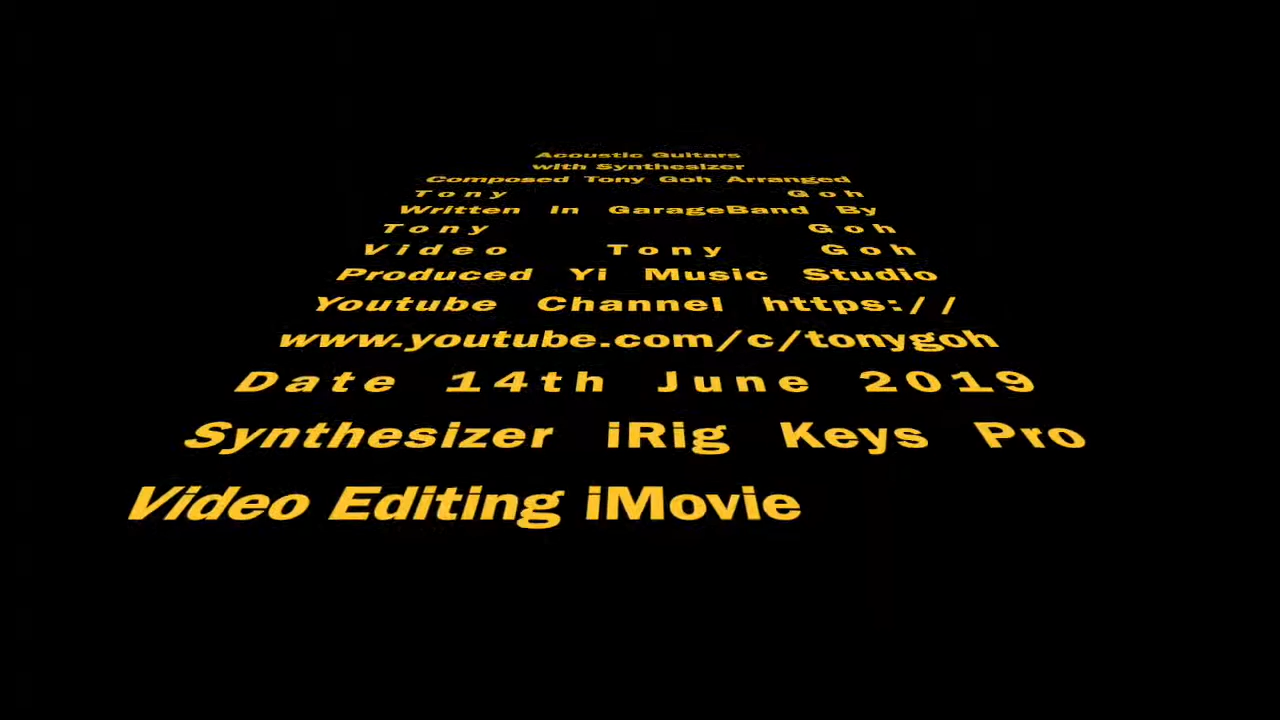 Acoustic Guitars
with Synthesizer
Composed Tony Goh Arranged
Tony Goh
Written In GarageBand By
Tony Goh
Video Tony Goh
Produced Yi Music Studio
Youtube Channel https://
www.youtube.com/c/tonygoh
Date 14th June 2019
Synthesizer iRig Keys Pro
Video Editing iMovie